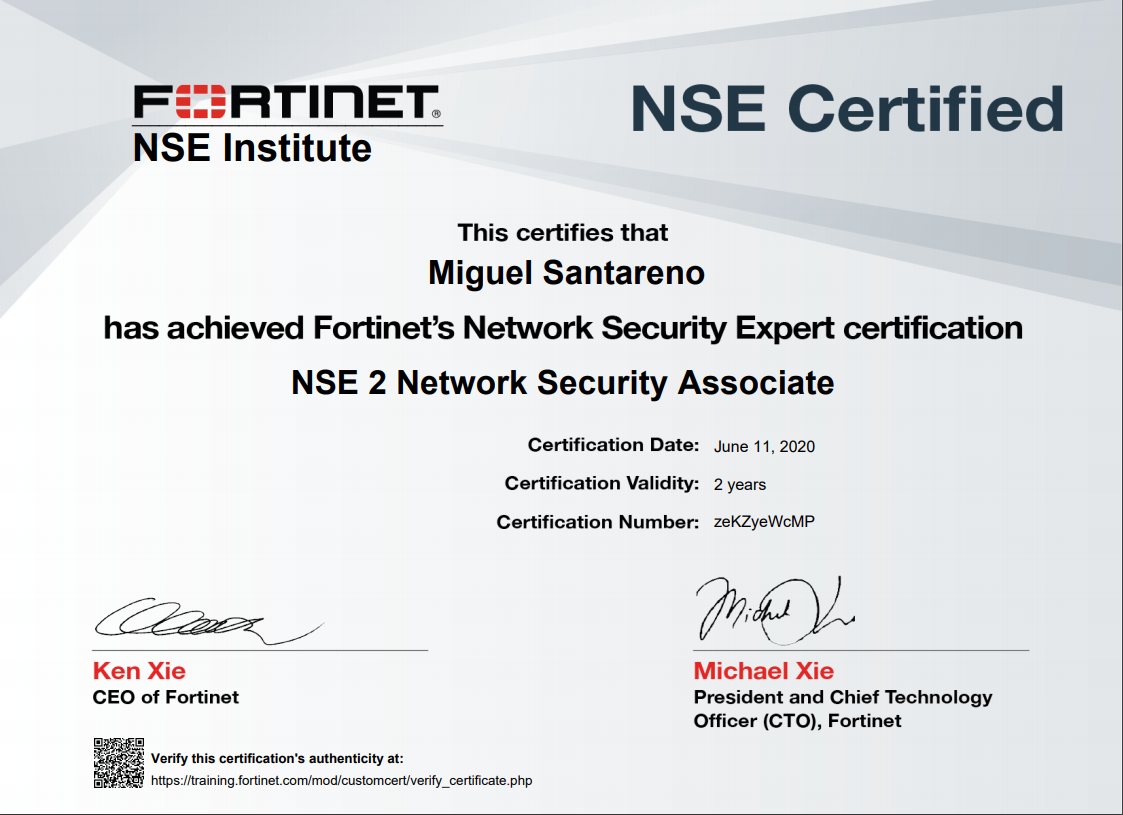 FORTINET®
NSE Institute
NSE Certified
This certifies that
Miguel Santareno
has achieved Fortinet's Network Security Expert certification
NSE 2 Network Security Associate
Certification Date: June 11, 2020
Certification Validity: 2 years
Certification Number: zeKZyeWcMP
Ken Xie
CEO of Fortinet
Michael Xie
President and Chief Technology
Officer (CTO), Fortinet
Verify this certification's authenticity at:
https://training.fortinet.com/mod/customcert/verify_certificate.php